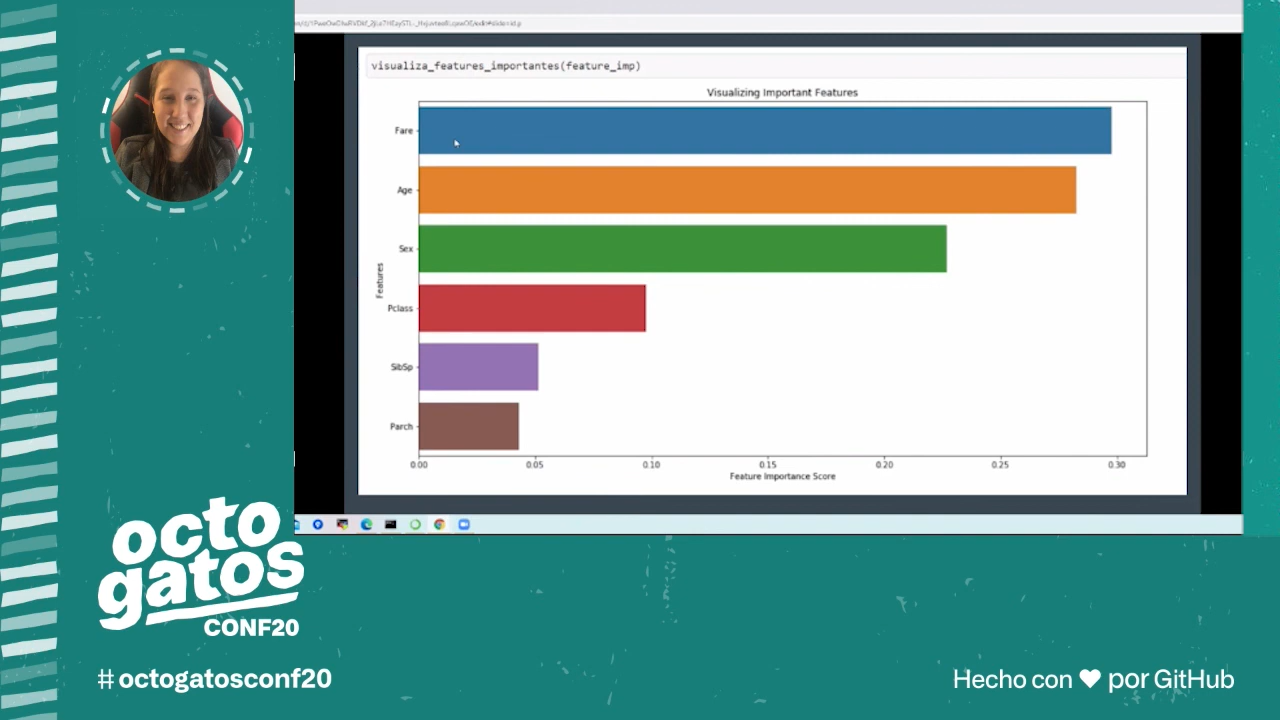 visualiza_features_importantes(feature_imp)
Visualizing Important Features
Fare
Age
Sex
Pclass
SibSp
Parch
Features
0.00 0.05 0.10 0.15 0.20 0.25 0.30
Feature Importance Score
octo
gatos
CONF20
#octogatosconf20
Hecho con ♥ por GitHub